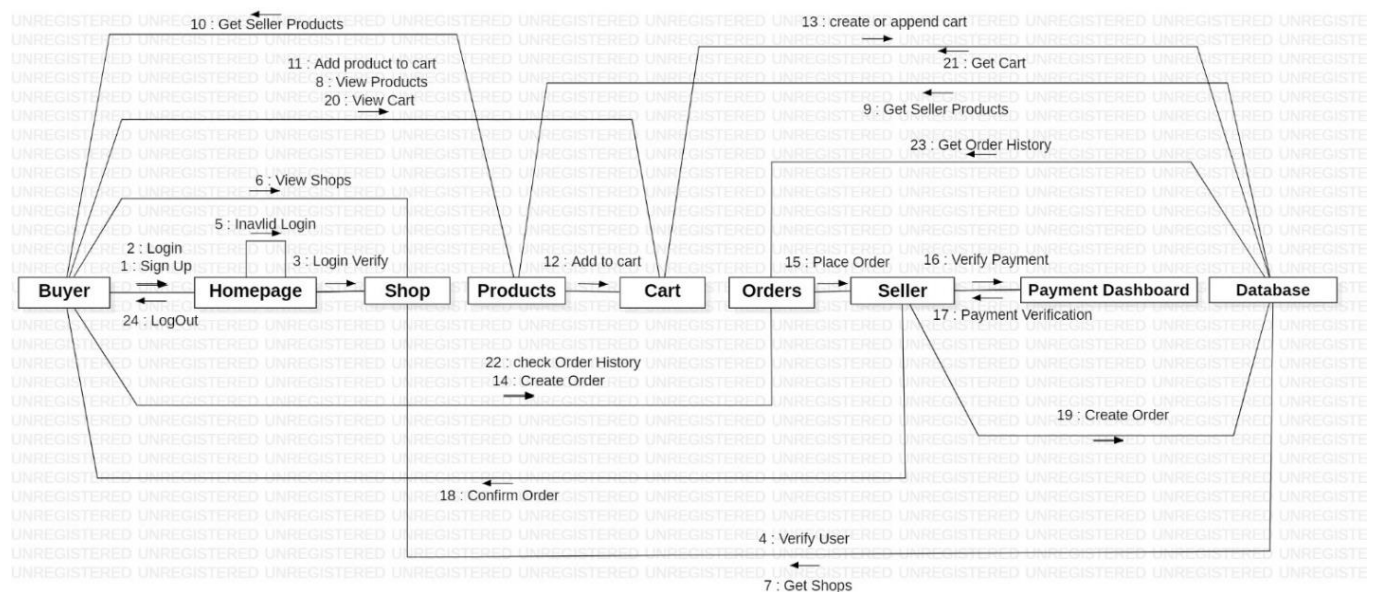 10 : Get Seller Products
13 : create or append cart
21 : Get Cart
11 : Add product to cart
8 : View Products
20 : View Cart
9 : Get Seller Products
23 : Get Order History
6 : View Shops
5 : Inavlid Login
2 : Login
1 : Sign Up
3 : Login Verify
12 : Add to cart
15 : Place Order
16 : Verify Payment
Buyer
Homepage
Shop
Products
Cart
Orders
Seller
Payment Dashboard
Database
24 : LogOut
17 : Payment Verification
22 : check Order History
14 : Create Order
19 : Create Order
18 : Confirm Order
4 : Verify User
7 : Get Shops
UNREGISTERED